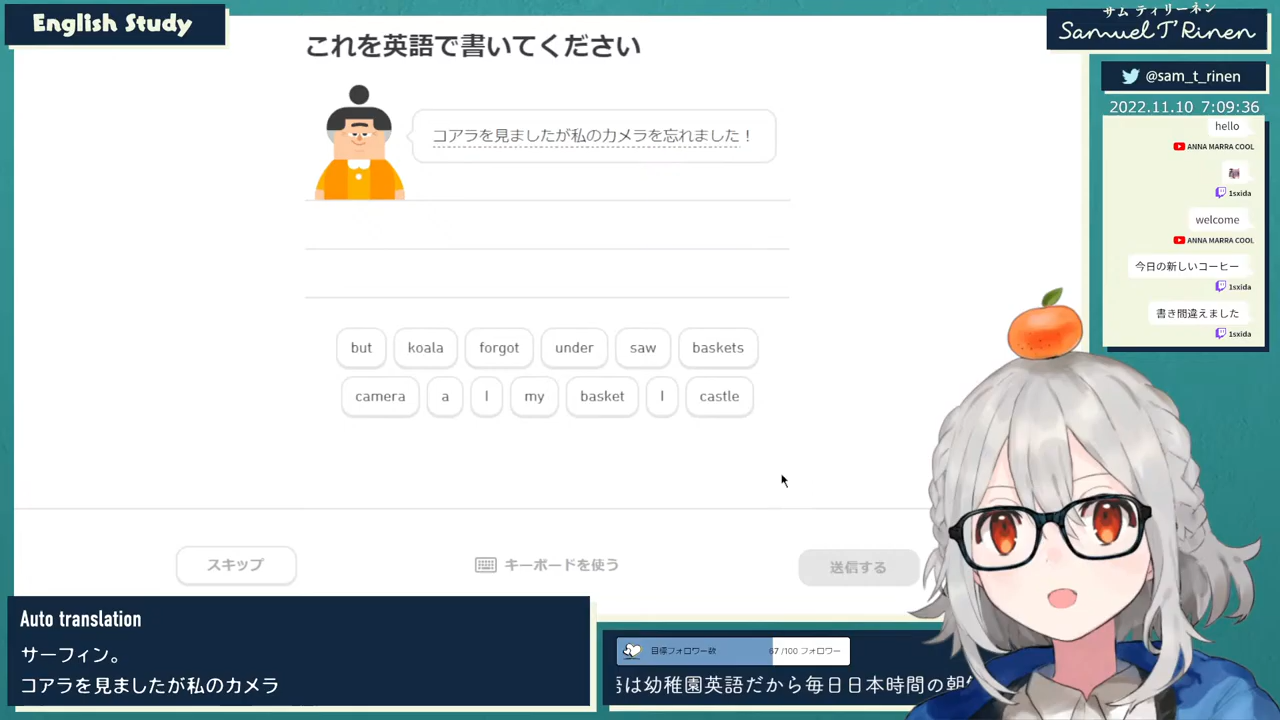 English Study
サム ティリーネン
Samuel T'Rinen
@sam_t_rinen
2022.11.10 7:09:36
hello
ANNA MARRA COOL
1sxida
welcome
ANNA MARRA COOL
今日の新しいコーヒー
1sxida
書き間違えました
1sxida
これを英語で書いてください
コアラを見ましたが私のカメラを忘れました！
but koala forgot under saw baskets
camera a I my basket I castle
スキップ
キーボードを使う
送信する
Auto translation
サーフィン。
コアラを見ましたが私のカメラ
目標フォロワー数 67 /100 フォロワー
は幼稚園英語だから毎日日本時間の朝